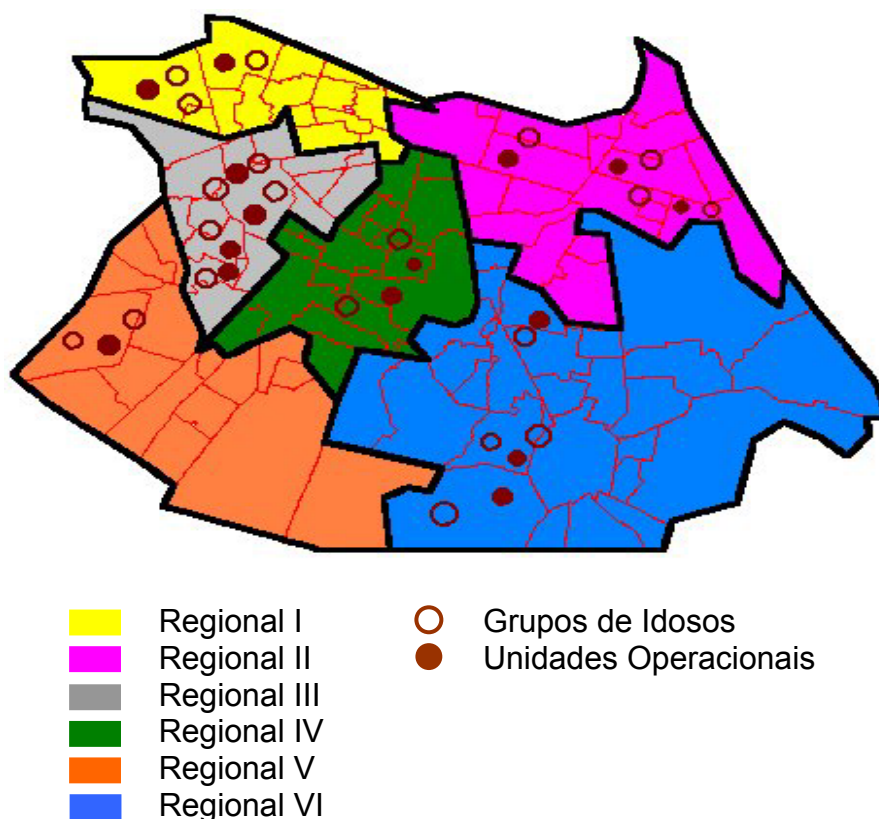 Regional I
Regional II
Regional III
Regional IV
Regional V
Regional VI
Grupos de Idosos
Unidades Operacionais